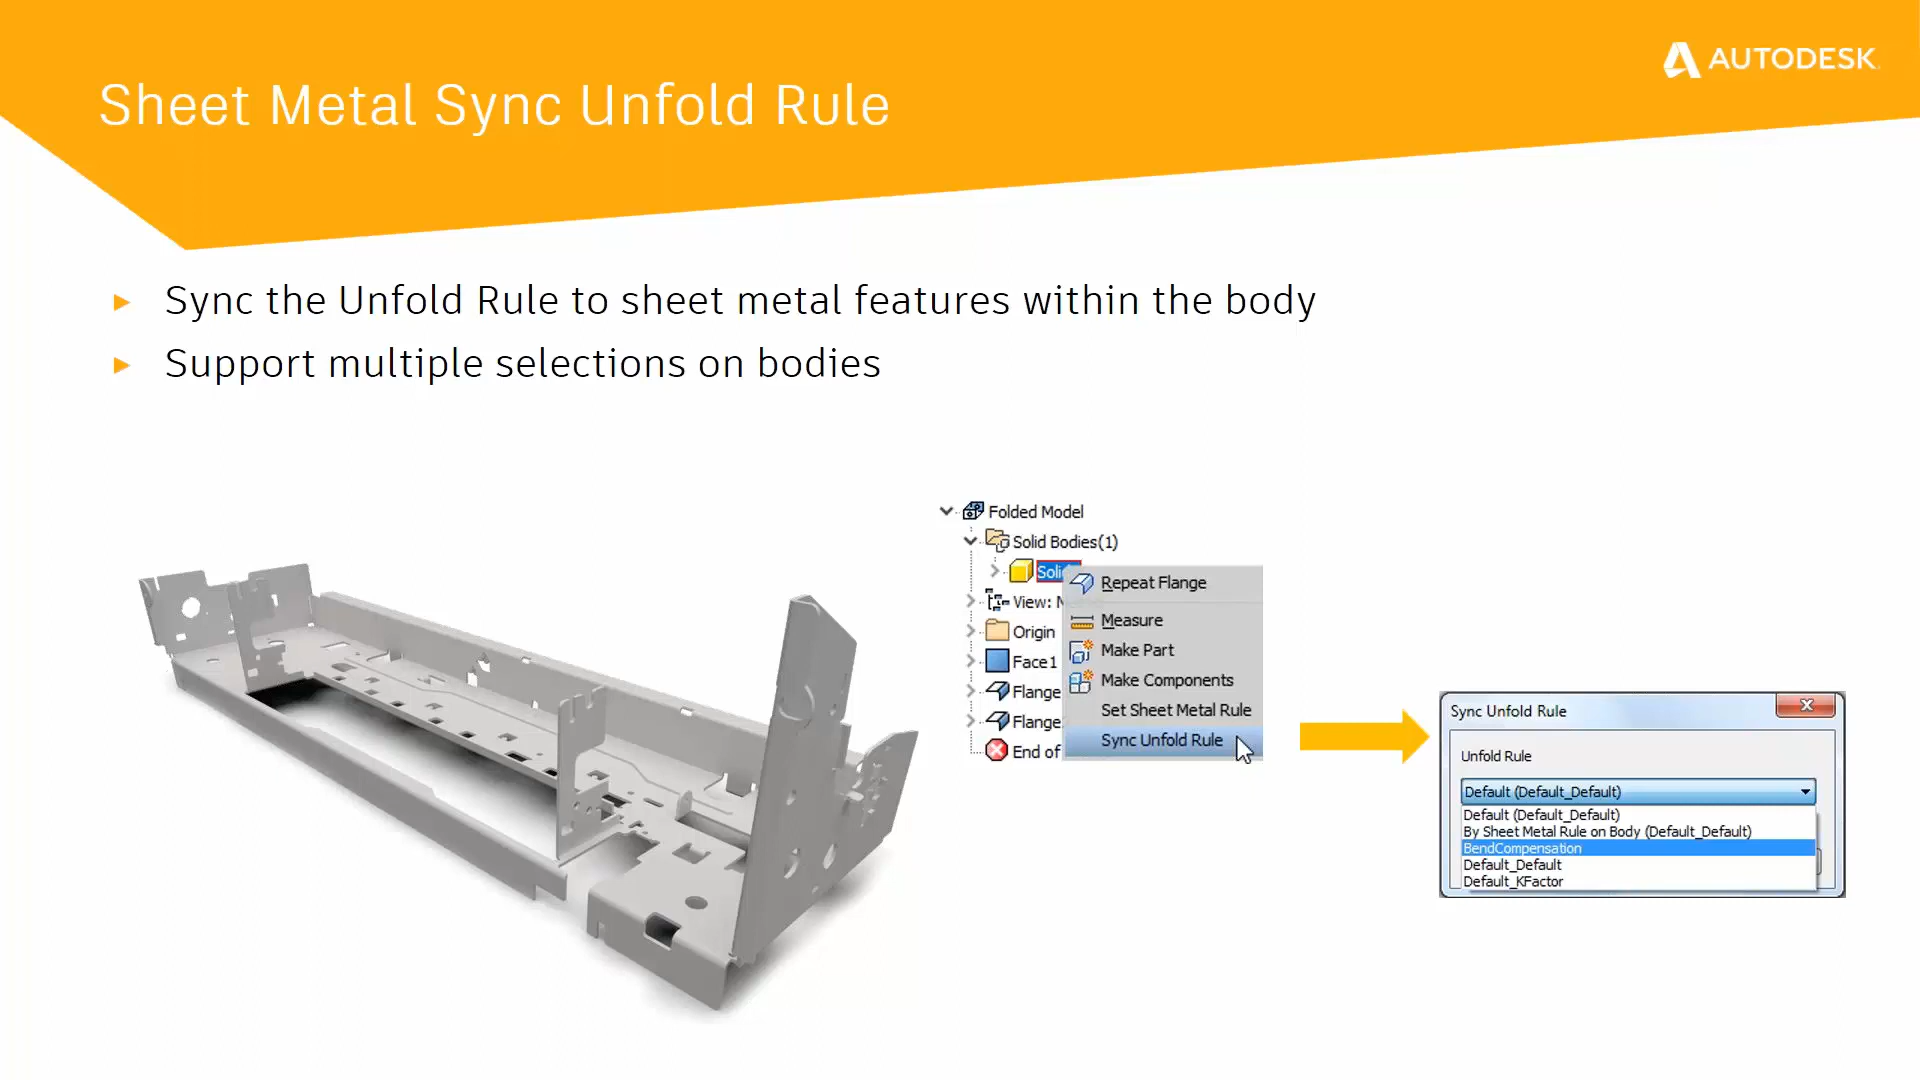 AUTODESK
Sheet Metal Sync Unfold Rule
Sync the Unfold Rule to sheet metal features within the body
Support multiple selections on bodies
Folded Model
Solid Bodies(1)
Repeat Flange
View:
Measure
Origin
Make Part
Face1
Make Components
Flange
Set Sheet Metal Rule
Flange
Sync Unfold Rule
End of
Sync Unfold Rule
Unfold Rule
Default (Default_Default)
Default (Default_Default)
By Sheet Metal Rule on Body (Default_Default)
BendCompensation
Default_Default
Default_KFactor